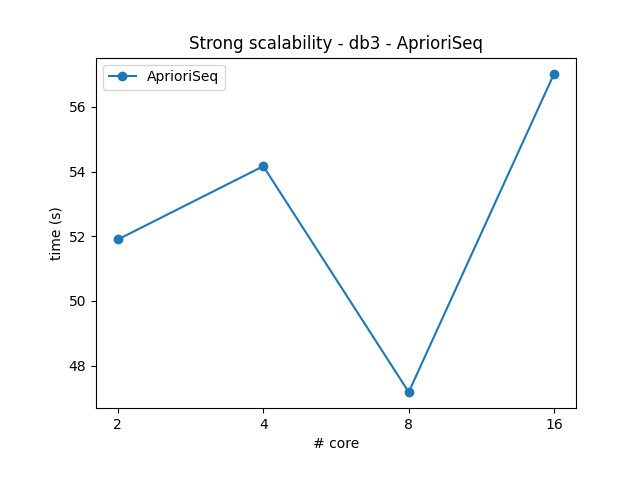 Strong scalability - db3 - AprioriSeq
AprioriSeq
56
54
52
50
48
time (s)
2 4 8 16
# core